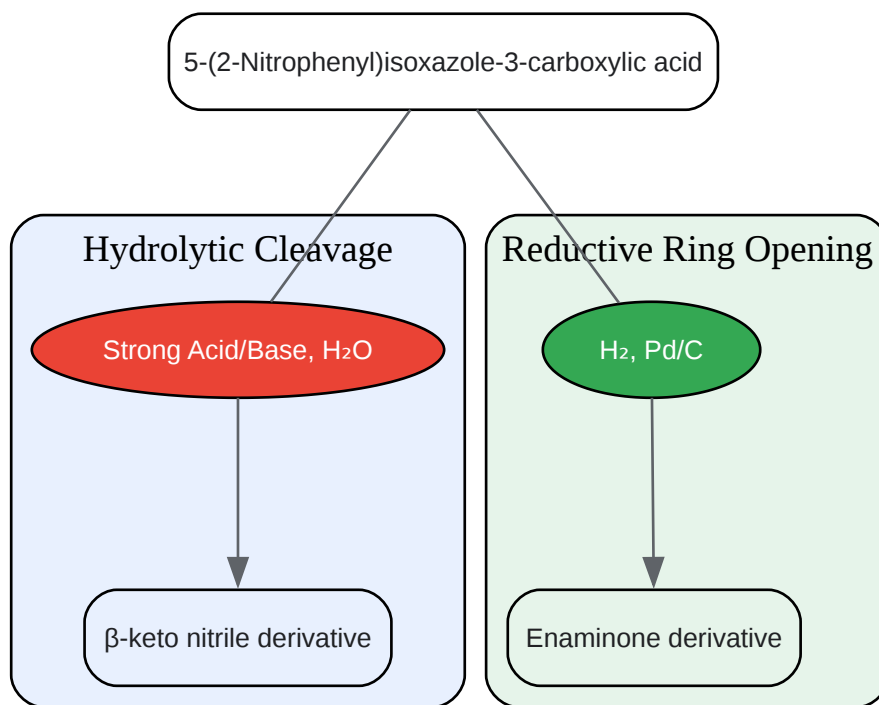 5-(2-Nitrophenyl)isoxazole-3-carboxylic acid
Hydrolytic Cleavage
Reductive Ring Opening
Strong Acid/Base, H₂O
H₂, Pd/C
β-keto nitrile derivative
Enaminone derivative